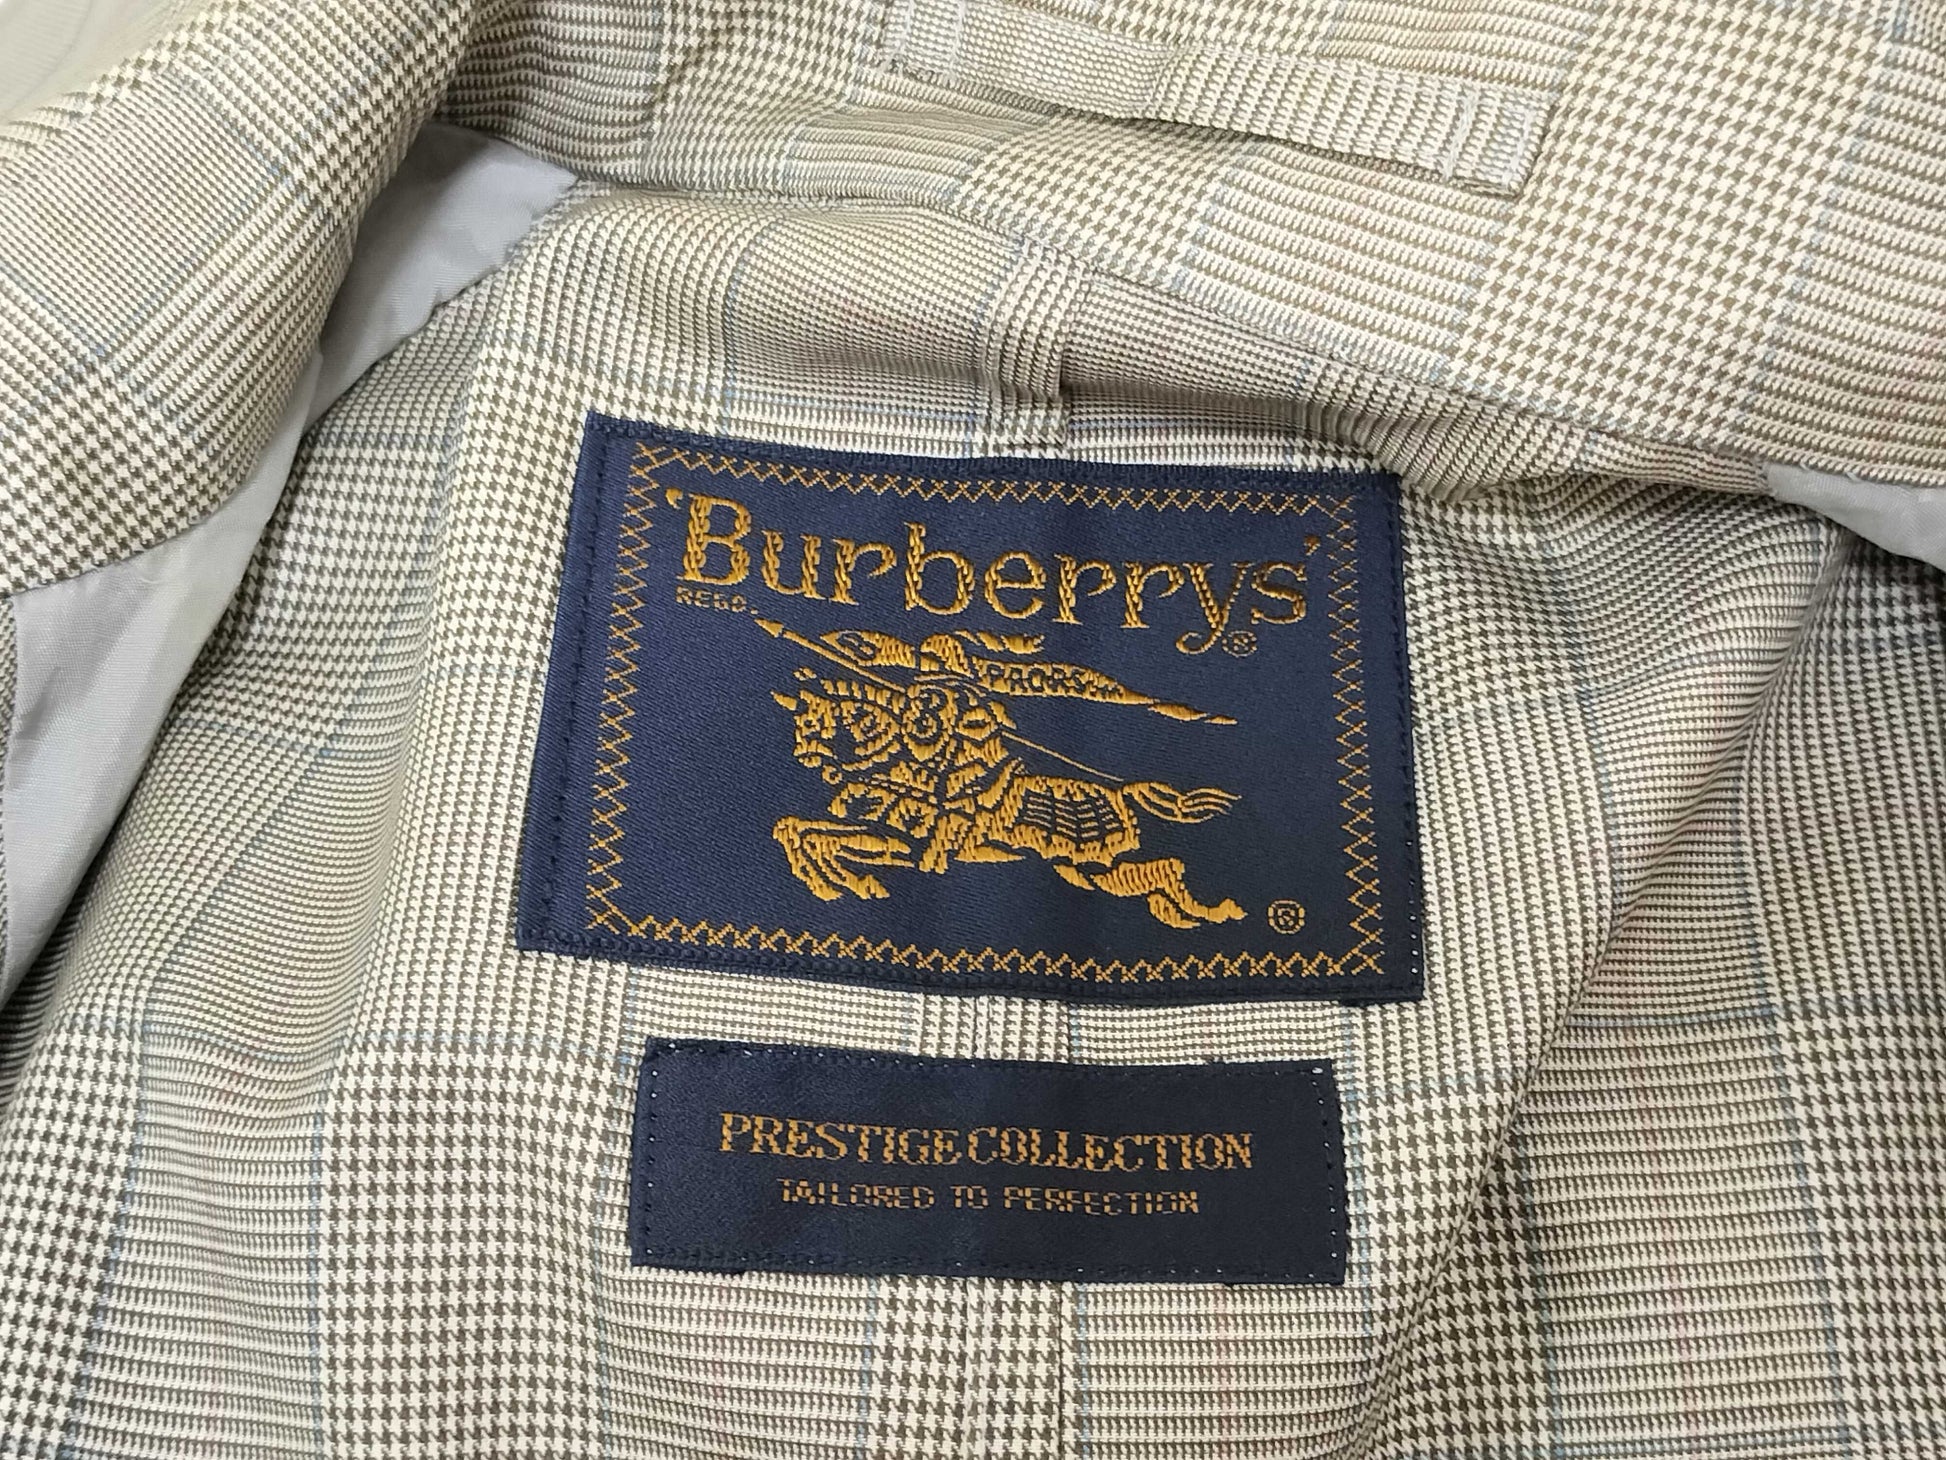 'Burberrys'
REGD.
®
PRORSUM
®
PRESTIGE COLLECTION
TAILORED TO PERFECTION